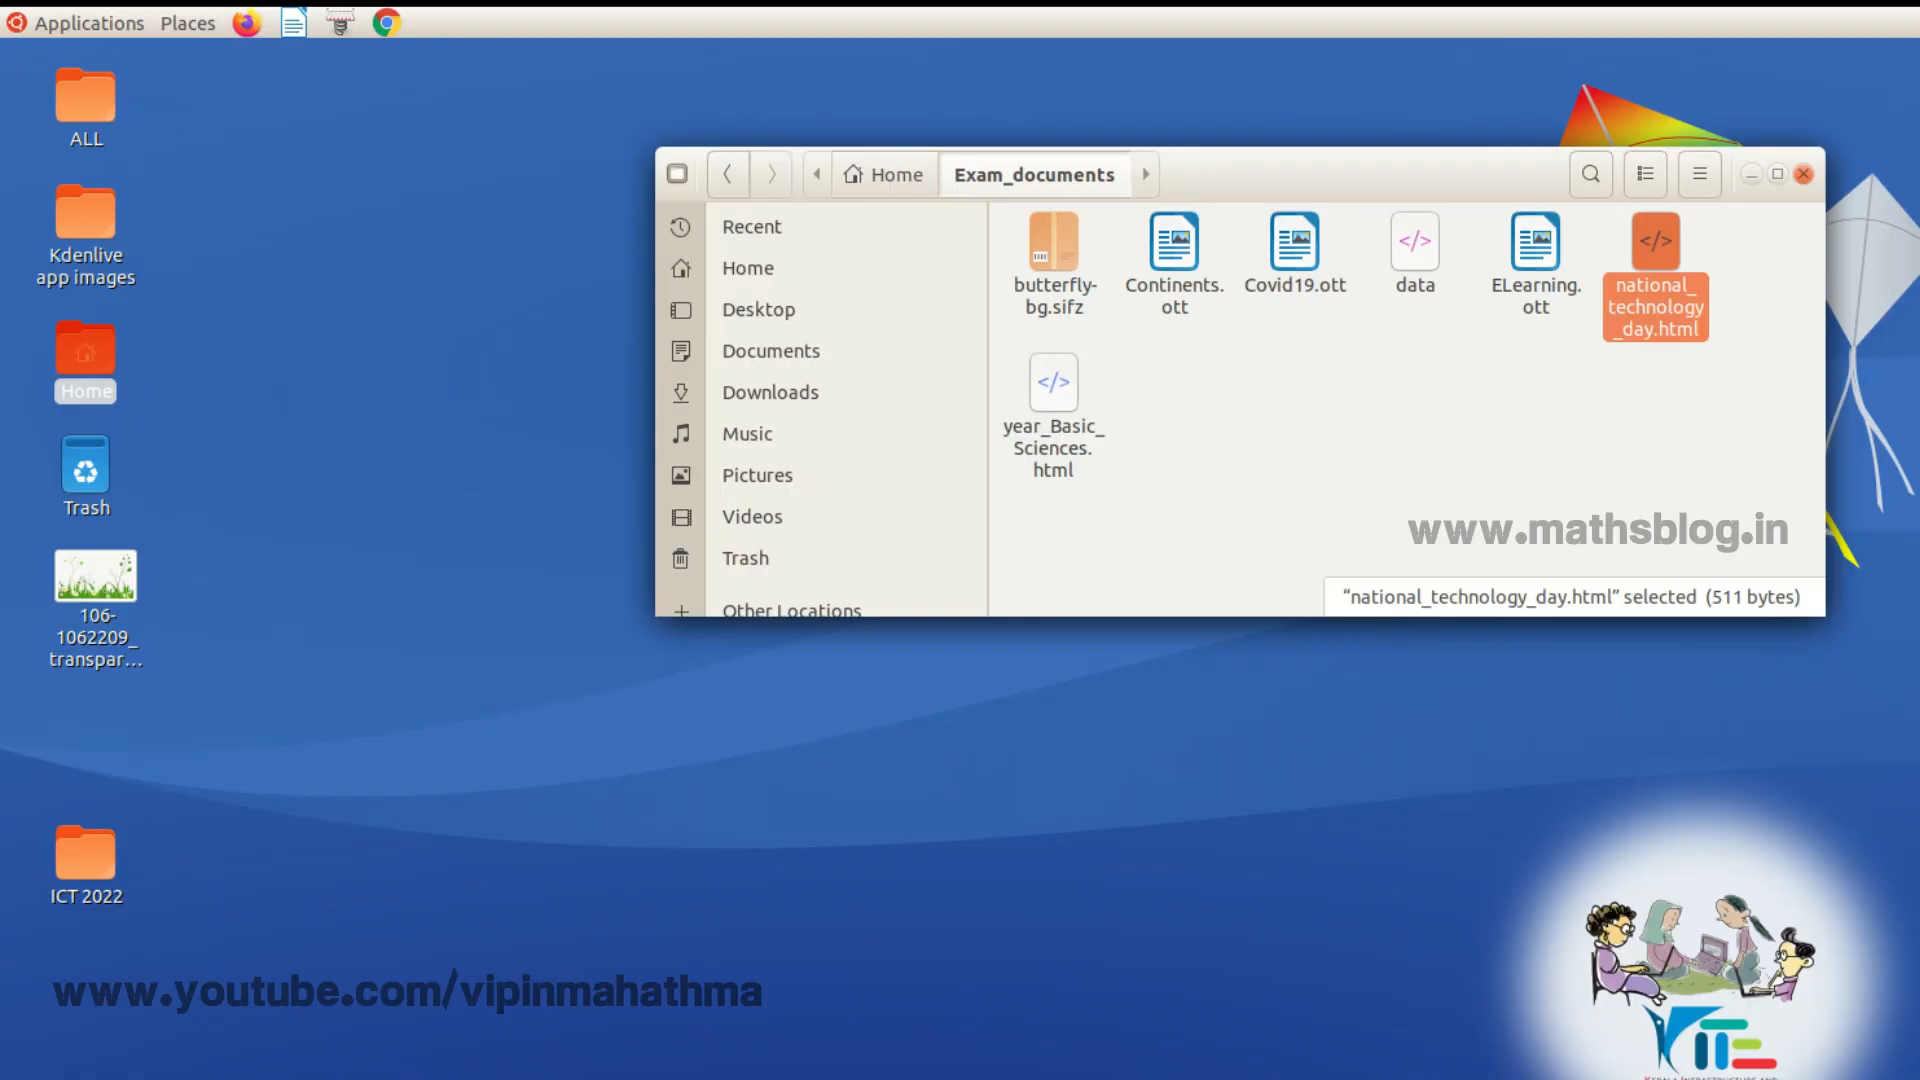 Applications Places
ALL
Kdenlive
app images
Home
Trash
106-
1062209_
transpar...
ICT 2022
Home Exam_documents
Recent
Home
Desktop
Documents
Downloads
Music
Pictures
Videos
Trash
Other Locations
butterfly-
bg.sifz
Continents.
ott
Covid19.ott
data
ELearning.
ott
national_
technology
_day.html
year_Basic_
Sciences.
html
www.mathsblog.in
“national_technology_day.html” selected (511 bytes)
www.youtube.com/vipinmahathma